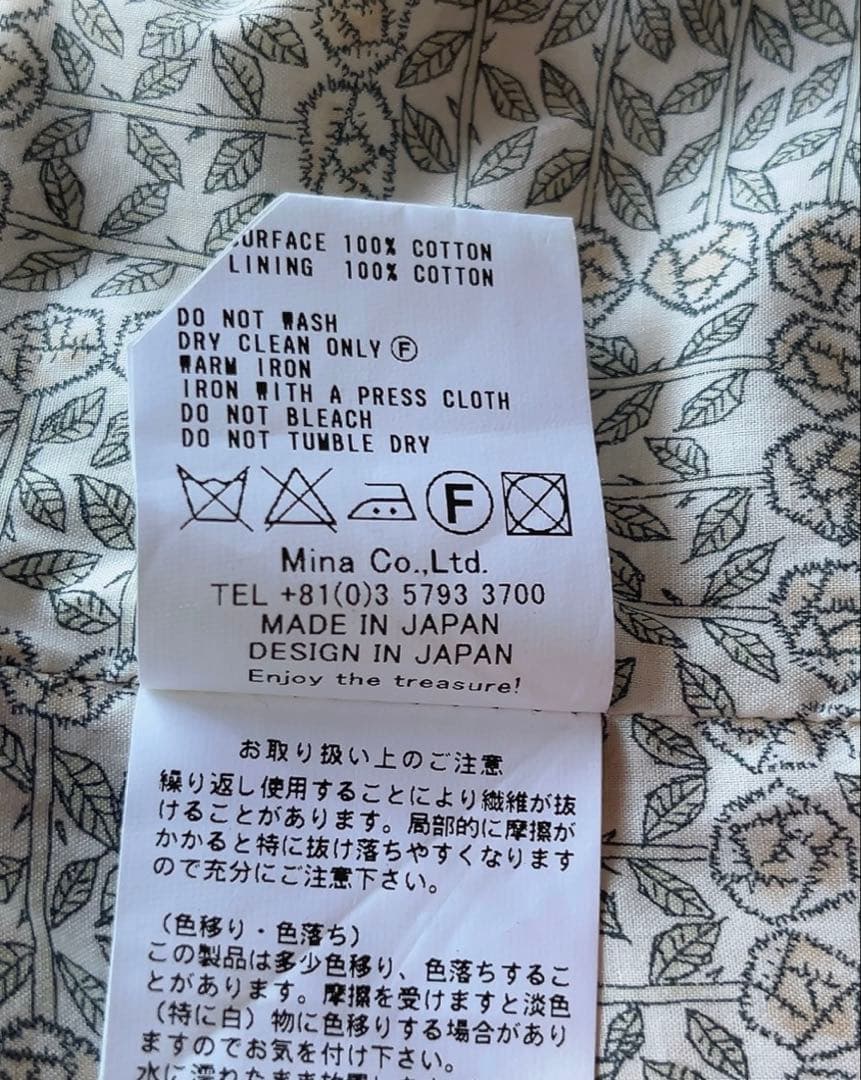 SURFACE 100% COTTON
LINING 100% COTTON
DO NOT WASH
DRY CLEAN ONLY Ⓕ
WARM IRON
IRON WITH A PRESS CLOTH
DO NOT BLEACH
DO NOT TUMBLE DRY
F
Mina Co.,Ltd.
TEL +81(0)3 5793 3700
MADE IN JAPAN
DESIGN IN JAPAN
Enjoy the treasure!
お取り扱い上のご注意
繰り返し使用することにより繊維が抜
けることがあります。局部的に摩擦が
かかると特に抜け落ちやすくなります
ので充分にご注意下さい。
（色移り・色落ち）
この製品は多少色移り、色落ちするこ
とがあります。摩擦を受けますと淡色
（特に白）物に色移りする場合があり
ますのでお気を付け下さい。
水に濡れたまま放置